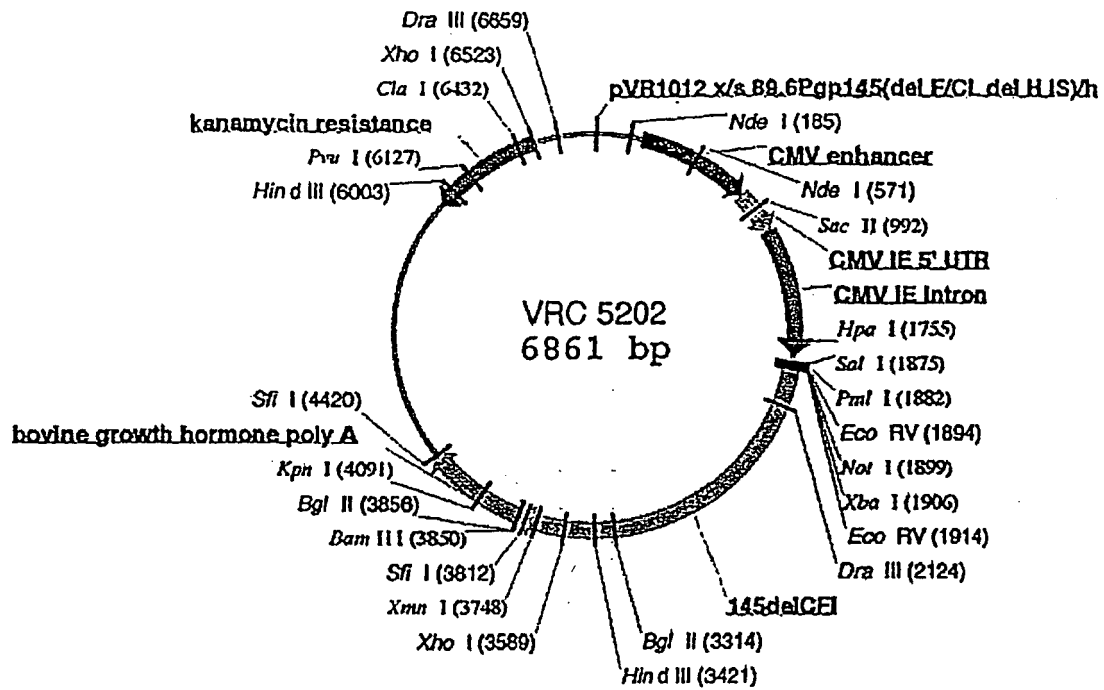 Dra III (6859)
Xho I (6523)
Cla I (6432)
kanamycin resistance
Pvu I (6127)
Hind III (6003)
pVR1012 x/s 89.6Pgp145(del F/CL del H IS)/h
Nde I (185)
CMV enhancer
Nde I (571)
Sac II (992)
CMV IE 5' UTR
CMV IE Intron
Hpa I (1755)
Sal I (1875)
Pml I (1882)
Eco RV (1894)
Not I (1899)
Xba I (1906)
Eco RV (1914)
Dra III (2124)
VRC 5202
6861 bp
Sfi I (4420)
bovine growth hormone poly A
Kpn I (4091)
Bgl II (3856)
Bam HI (3850)
Sfi I (3812)
Xmn I (3748)
Xho I (3589)
145delCFI
Bgl II (3314)
Hind III (3421)